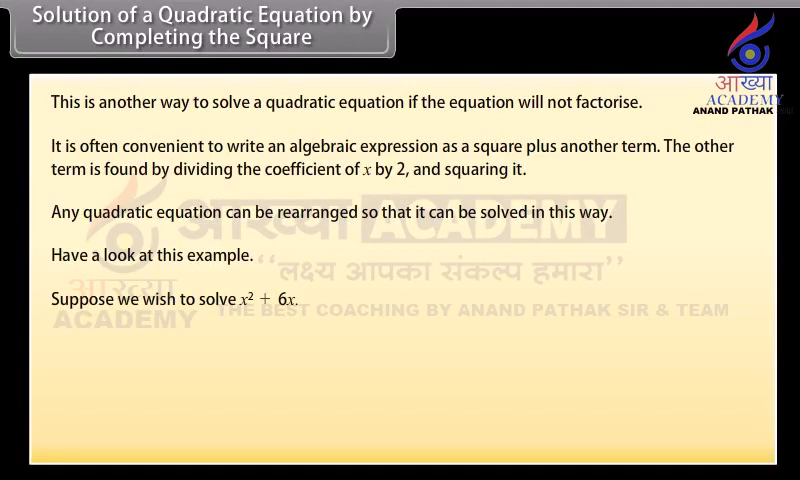 Solution of a Quadratic Equation by
Completing the Square
आख्या
ACADEMY
ANAND PATHAK
This is another way to solve a quadratic equation if the equation will not factorise.
It is often convenient to write an algebraic expression as a square plus another term. The other
term is found by dividing the coefficient of x by 2, and squaring it.
Any quadratic equation can be rearranged so that it can be solved in this way.
आख्या ACADEMY
Have a look at this example.
“लक्ष्य आपका संकल्प हमारा”
आख्या
Suppose we wish to solve x² + 6x.
ACADEMY
THE BEST COACHING BY ANAND PATHAK SIR & TEAM